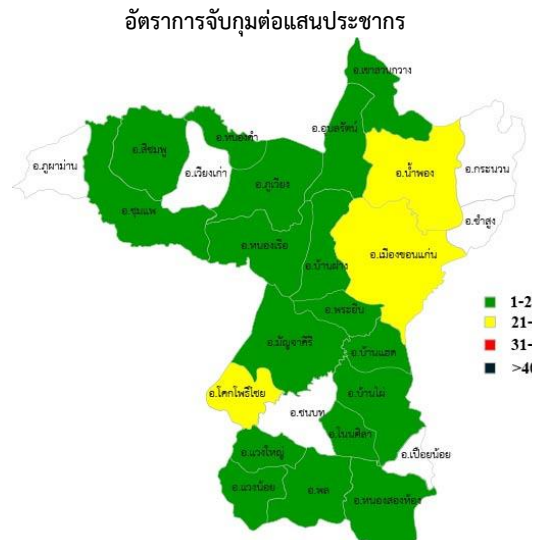 อัตราการจับกุมต่อแสนประชากร
อ.เขาสวนกวาง
อ.อุบลรัตน์
อ.หนองนาคำ
อ.สีชมพู
อ.น้ำพอง
อ.กระนวน
อ.ภูผาม่าน
อ.เวียงเก่า
อ.ภูเวียง
อ.ชุมแพ
อ.ซำสูง
อ.หนองเรือ
อ.เมืองขอนแก่น
อ.บ้านฝาง
1-2
อ.พระยืน
21-
อ.มัญจาคีรี
31-
อ.บ้านแฮด
>40
อ.โคกโพธิ์ไชย
อ.บ้านไผ่
อ.ชนบท
อ.โนนศิลา
อ.แวงใหญ่
อ.เปือยน้อย
อ.แวงน้อย
อ.พล
อ.หนองสองห้อง